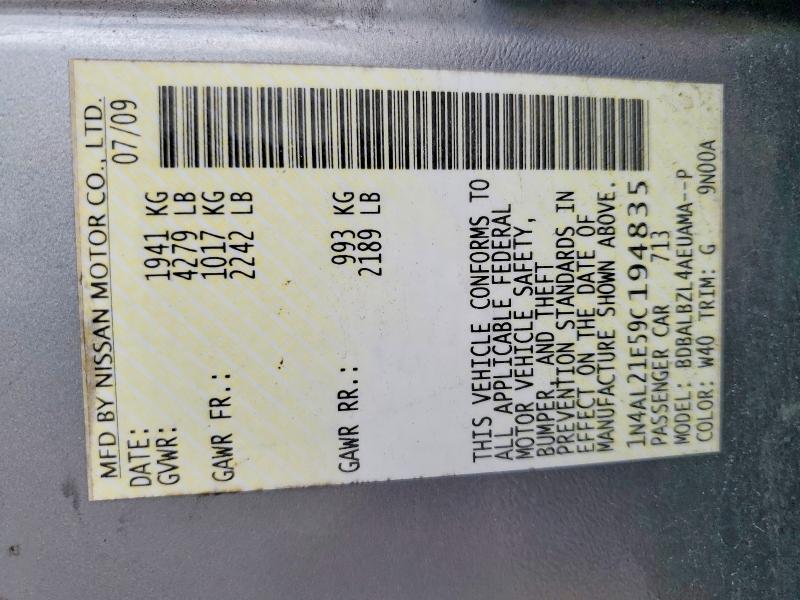 MFD BY NISSAN MOTOR CO., LTD.
DATE: 07/09
GVWR: 1941 KG
4279 LB
GAWR FR.: 1017 KG
2242 LB
GAWR RR.: 993 KG
2189 LB
THIS VEHICLE CONFORMS TO
ALL APPLICABLE FEDERAL
MOTOR VEHICLE SAFETY,
BUMPER, AND THEFT
PREVENTION STANDARDS IN
EFFECT ON THE DATE OF
MANUFACTURE SHOWN ABOVE.
1N4AL21E59C194835
PASSENGER CAR 713
MODEL: BDBALBZL4AEUAMA--P
COLOR: W40 TRIM: G 9N00A